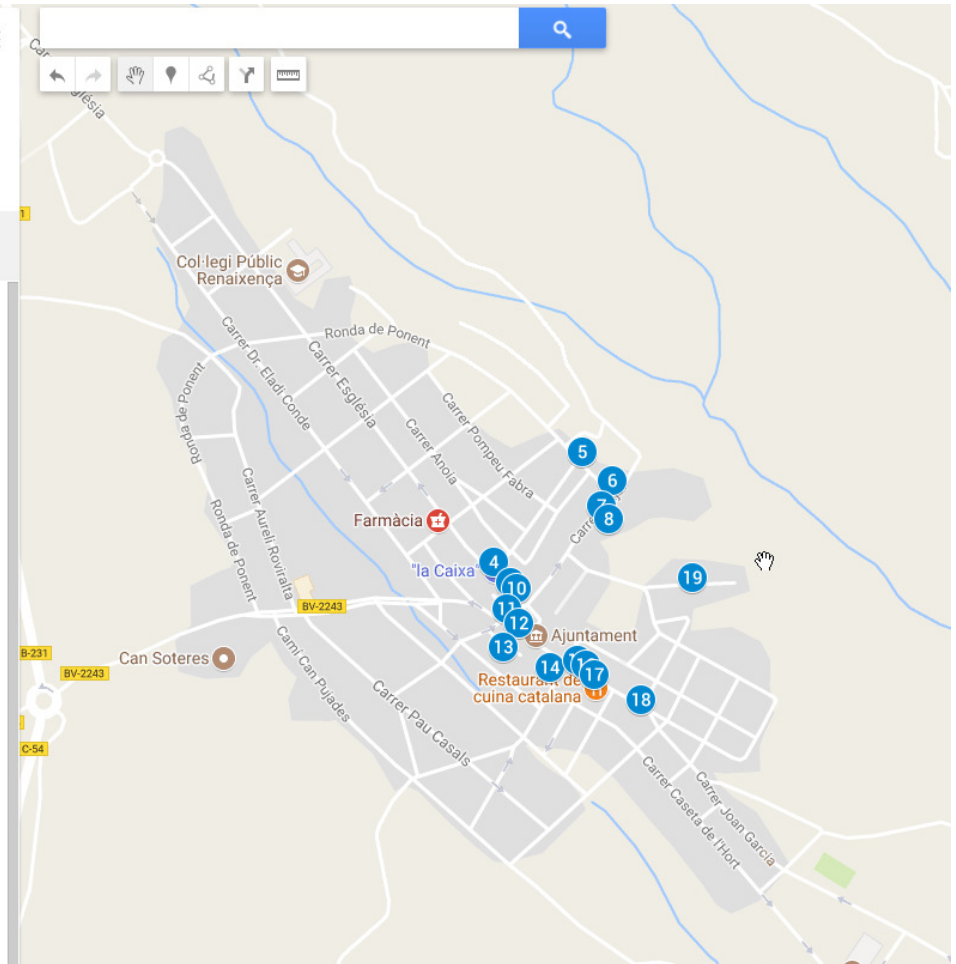 Església
1
Col·legi Públic
Renaixença
Ronda de Ponent
Carrer Dr. Eladi Conde
Carrer Església
Ronda de Ponent
Carrer Anoia
Carrer Pompeu Fabra
5
6
7
8
Carrer Aureli Roviralta
Ronda de Ponent
Farmàcia
4
"la Caixa"
10
11
12
13
19
BV-2243
Ajuntament
B-231
BV-2243
Can Soteres
Camí Can Pujades
14
17
18
Restaurant de
cuina catalana
Carrer Pau Casals
C-54
Carrer Caseta de l'Hort
Carrer Joan García